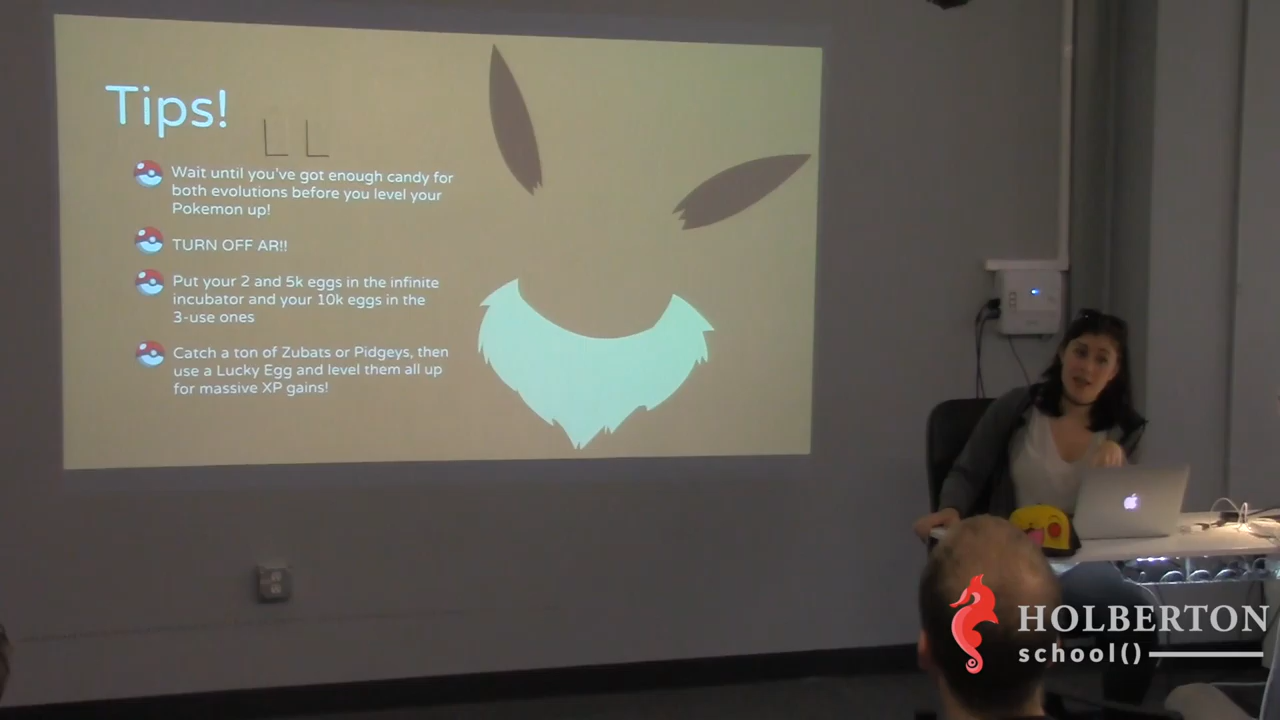 Tips!
Wait until you've got enough candy for
both evolutions before you level your
Pokemon up!
TURN OFF AR!!
Put your 2 and 5k eggs in the infinite
incubator and your 10k eggs in the
3-use ones
Catch a ton of Zubats or Pidgeys, then
use a Lucky Egg and level them all up
for massive XP gains!
HOLBERTON
school()